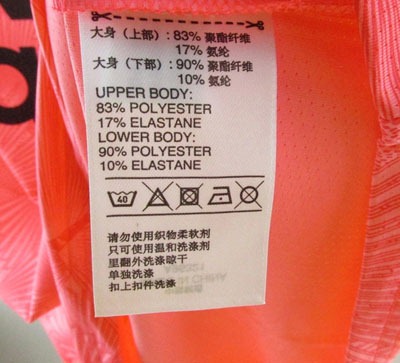 大身（上部）: 83% 聚酯纤维
17% 氨纶
大身（下部）: 90% 聚酯纤维
10% 氨纶
UPPER BODY:
83% POLYESTER
17% ELASTANE
LOWER BODY:
90% POLYESTER
10% ELASTANE
40
请勿使用织物柔软剂
只可使用温和洗涤剂
里翻外洗涤晾干
单独洗涤
扣上扣件洗涤